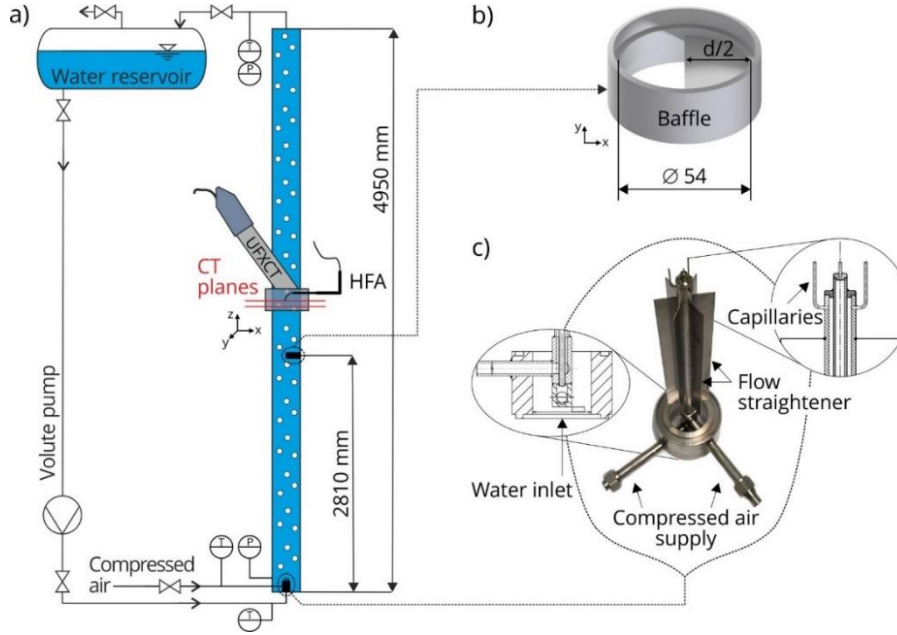 a)
Water reservoir
T
P
4950 mm
UFXCT
CT
planes
HFA
z
y
x
Volute pump
2810 mm
Compressed
air
T
P
T
b)
d/2
Baffle
y
x
Ø 54
c)
Capillaries
Flow
straightener
Water inlet
Compressed air
supply